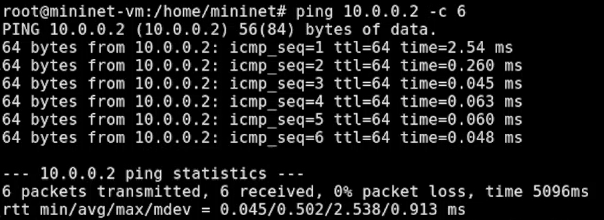 root@mininet-vm:/home/mininet# ping 10.0.0.2 -c 6
PING 10.0.0.2 (10.0.0.2) 56(84) bytes of data.
64 bytes from 10.0.0.2: icmp_seq=1 ttl=64 time=2.54 ms
64 bytes from 10.0.0.2: icmp_seq=2 ttl=64 time=0.260 ms
64 bytes from 10.0.0.2: icmp_seq=3 ttl=64 time=0.045 ms
64 bytes from 10.0.0.2: icmp_seq=4 ttl=64 time=0.063 ms
64 bytes from 10.0.0.2: icmp_seq=5 ttl=64 time=0.060 ms
64 bytes from 10.0.0.2: icmp_seq=6 ttl=64 time=0.048 ms

--- 10.0.0.2 ping statistics ---
6 packets transmitted, 6 received, 0% packet loss, time 5096ms
rtt min/avg/max/mdev = 0.045/0.502/2.538/0.913 ms